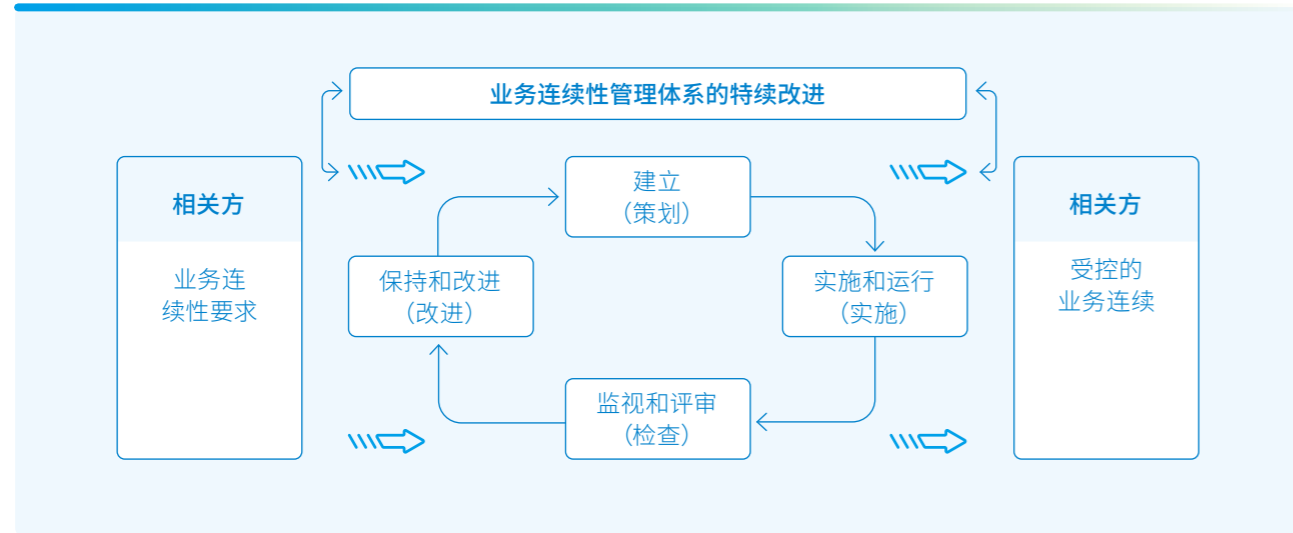 业务连续性管理体系的特续改进
相关方
业务连
续性要求
建立
（策划）
保持和改进
（改进）
实施和运行
（实施）
监视和评审
（检查）
相关方
受控的
业务连续